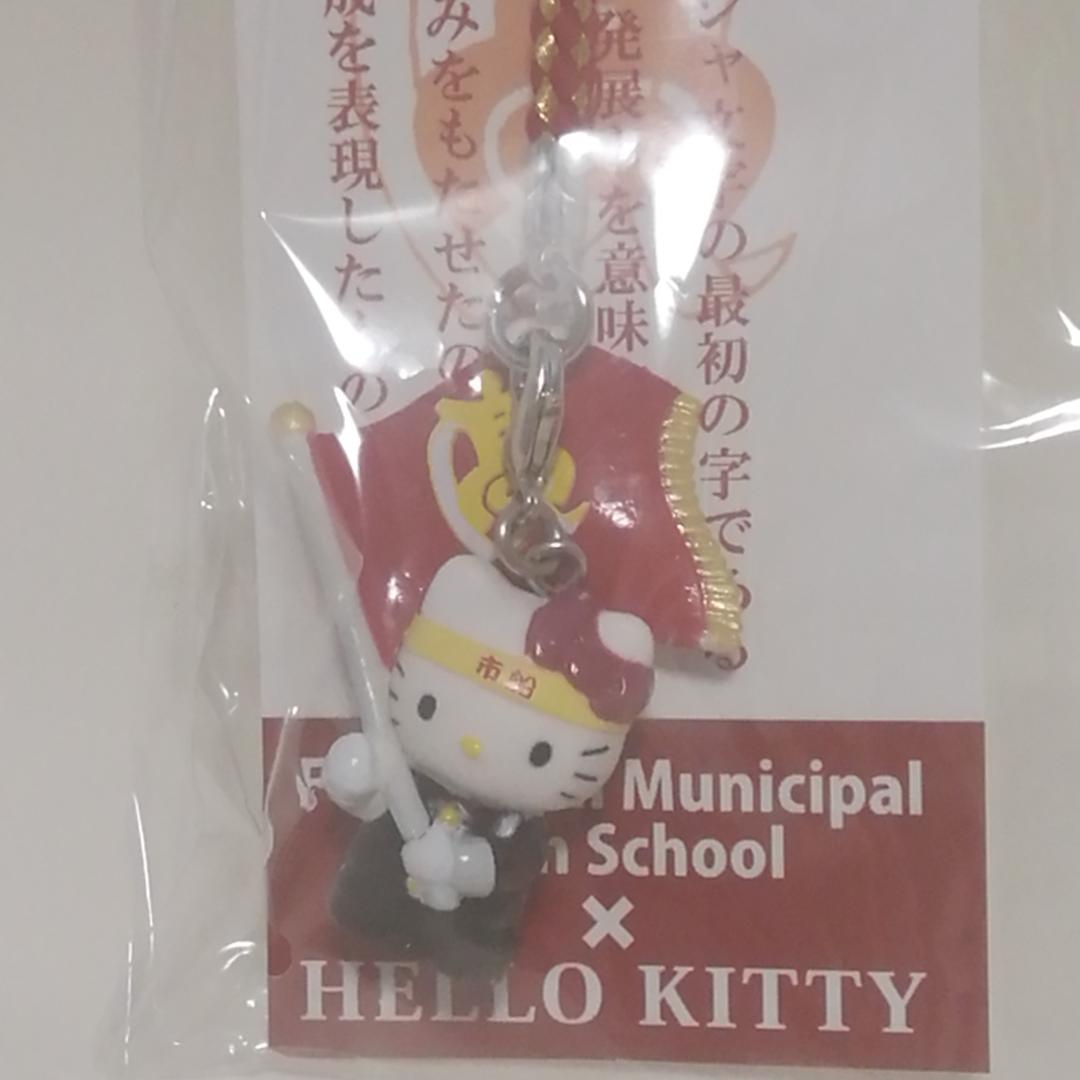 シャ文字の最初の字である
発展を意味
みをもたせたの
成を表現したの
市船
Municipal
School
×
HELLO KITTY